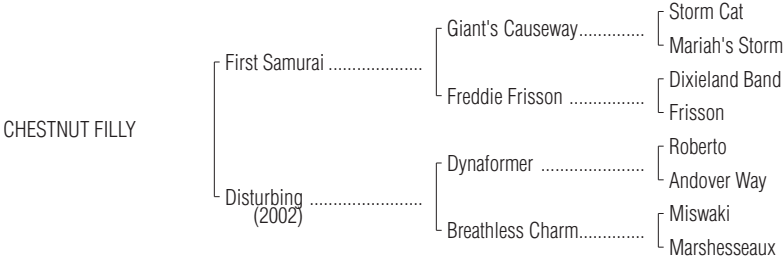 Storm Cat
Giant's Causeway..............
Mariah's Storm
First Samurai ....................
Dixieland Band
Freddie Frisson ................
Frisson
CHESTNUT FILLY
Roberto
Dynaformer ......................
Andover Way
Disturbing ........................
(2002)
Miswaki
Breathless Charm..............
Marshesseaux